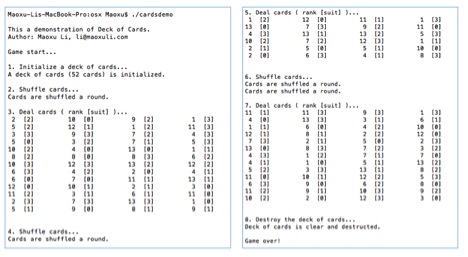 Maoxu-Lis-MacBook-Pro:osx Maoxu$ ./cardsdemo
This a demonstration of Deck of Cards.
Author: Maoxu Li, li@maoxuli.com
Game start...
1. Initialize a deck of cards...
A deck of cards (52 cards) is initialized.
2. Shuffle cards...
Cards are shuffled a round.
3. Deal cards ( rank [suit] )...
2 [2] 10 [0] 9 [2] 1 [2]
5 [2] 12 [1] 1 [2] 11 [3]
3 [3] 9 [3] 7 [2] 4 [3]
5 [0] 3 [2] 7 [1] 5 [3]
10 [2] 4 [0] 13 [0] 1 [1]
8 [2] 8 [0] 8 [3] 6 [2]
10 [3] 12 [3] 13 [2] 12 [2]
6 [3] 4 [2] 2 [0] 4 [1]
6 [0] 7 [0] 11 [1] 13 [1]
12 [0] 10 [1] 2 [1] 3 [0]
11 [2] 3 [1] 6 [1] 11 [0]
2 [3] 7 [3] 13 [3] 1 [0]
5 [1] 9 [0] 8 [1] 9 [1]
4. Shuffle cards...
Cards are shuffled a round.
5. Deal cards ( rank [suit] )...
1 [2] 12 [0] 11 [1] 1 [3]
13 [0] 7 [3] 9 [2] 11 [0]
4 [3] 13 [1] 13 [2] 5 [3]
10 [2] 7 [2] 12 [3] 1 [1]
2 [1] 5 [0] 5 [1] 10 [0]
2 [0] 6 [3] 4 [1] 8 [3]
6. Shuffle cards...
Cards are shuffled a round.
Cards are shuffled a round.
7. Deal cards ( rank [suit] )...
11 [1] 11 [3] 9 [3] 1 [3]
4 [0] 13 [3] 3 [1] 6 [1]
1 [1] 6 [0] 4 [2] 10 [0]
12 [1] 8 [1] 2 [2] 12 [0]
7 [3] 2 [1] 5 [0] 2 [3]
13 [0] 8 [3] 7 [2] 3 [2]
4 [3] 1 [2] 7 [1] 7 [0]
4 [1] 1 [0] 5 [1] 13 [2]
5 [2] 3 [3] 13 [1] 8 [2]
11 [0] 10 [1] 12 [2] 5 [3]
6 [3] 9 [0] 6 [2] 8 [0]
11 [2] 9 [1] 10 [3] 9 [2]
10 [2] 2 [0] 12 [3] 3 [0]
8. Destroy the deck of cards...
Deck of cards is clear and destructed.
Game over!